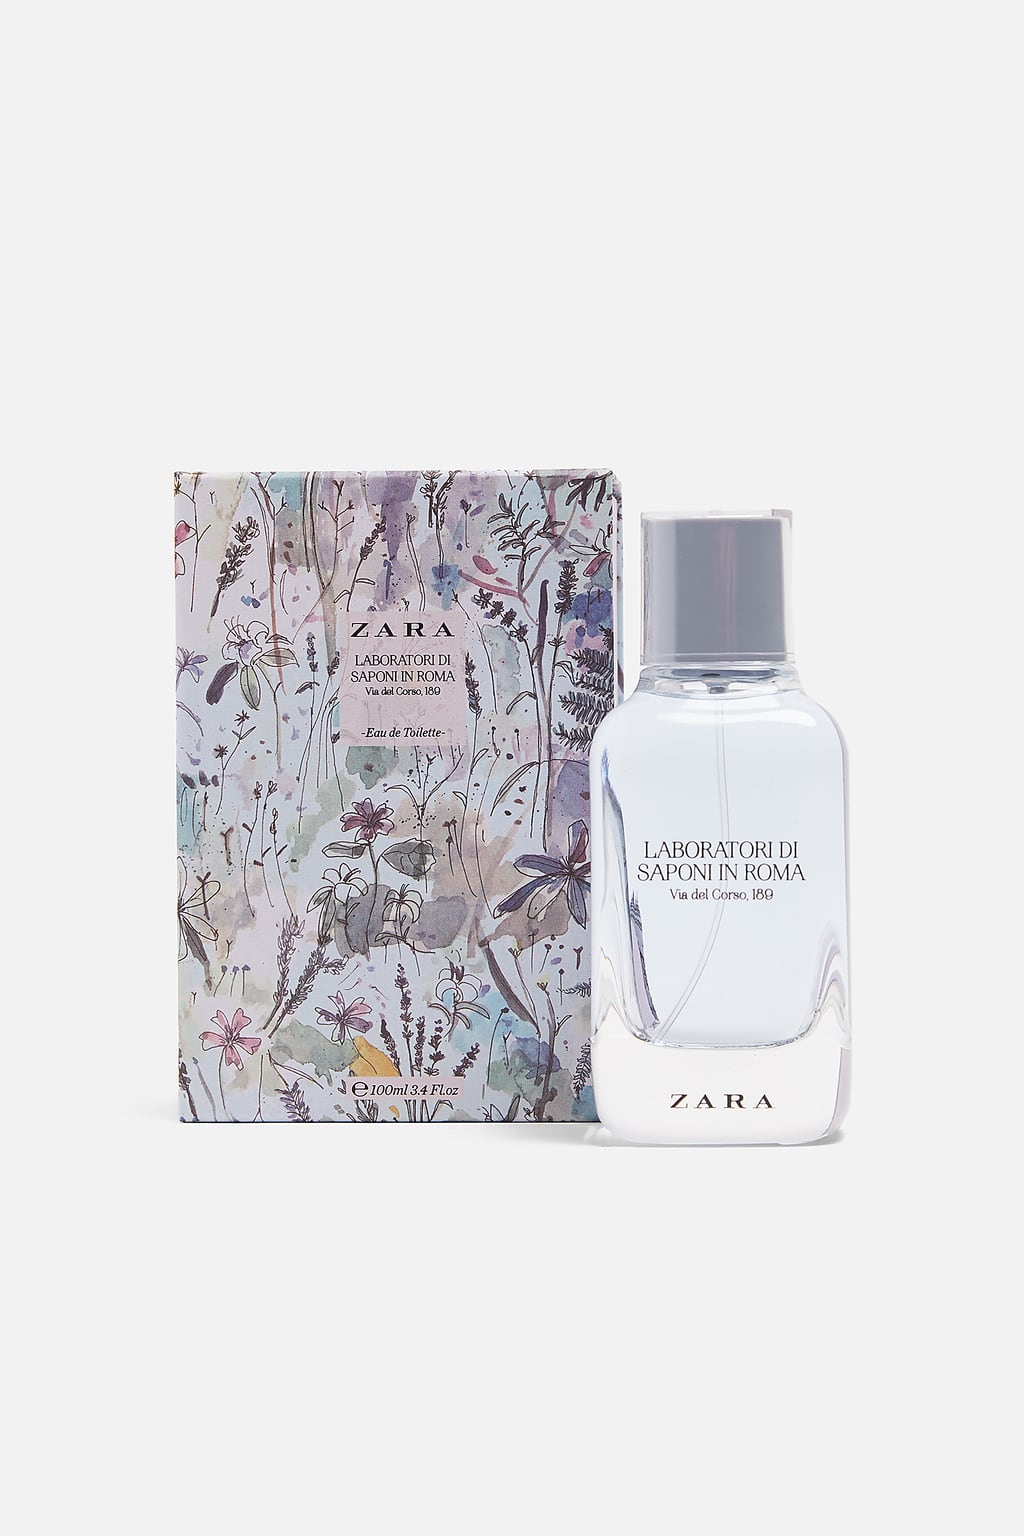 ZARA
LABORATORI DI
SAPONI IN ROMA
Via del Corso, 189
-Eau de Toilette-
℮100ml 3.4 Fl.oz
LABORATORI DI
SAPONI IN ROMA
Via del Corso, 189
ZARA